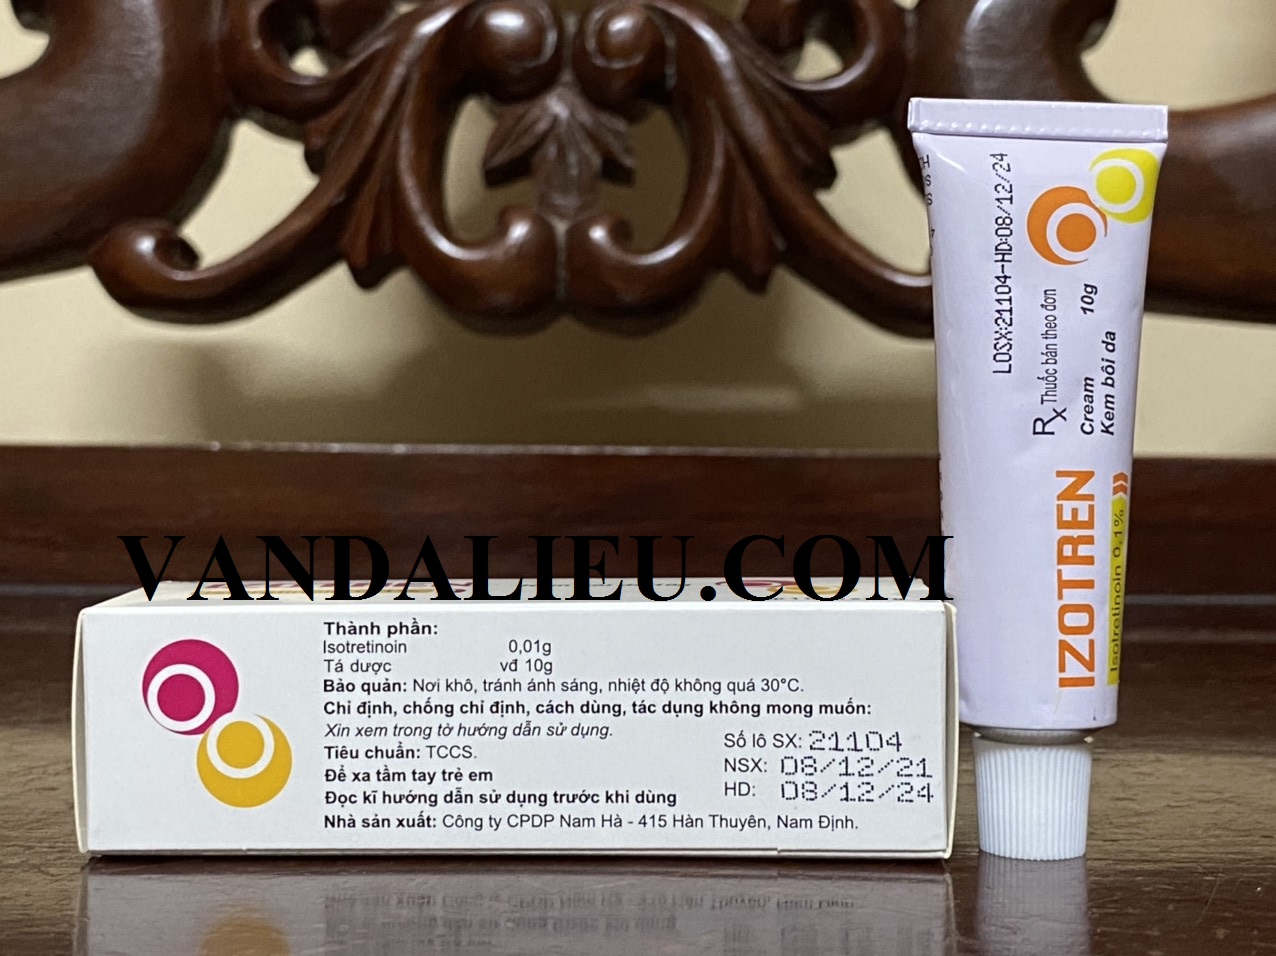 VANDALIEU.COM
Thành phần:
Isotretinoin 0,01g
Tá dược vđ 10g
Bảo quản: Nơi khô, tránh ánh sáng, nhiệt độ không quá 30°C.
Chỉ định, chống chỉ định, cách dùng, tác dụng không mong muốn:
Xin xem trong tờ hướng dẫn sử dụng.
Tiêu chuẩn: TCCS.
Để xa tầm tay trẻ em
Đọc kĩ hướng dẫn sử dụng trước khi dùng
Nhà sản xuất: Công ty CPDP Nam Hà - 415 Hàn Thuyên, Nam Định.
Số lô SX: 21104
NSX: 08/12/21
HD: 08/12/24
LOSX:21104-HD:08/12/24
Rx Thuốc bán theo đơn
Cream 10g
Kem bôi da
IZOTREN
Isotretinoin 0,1%